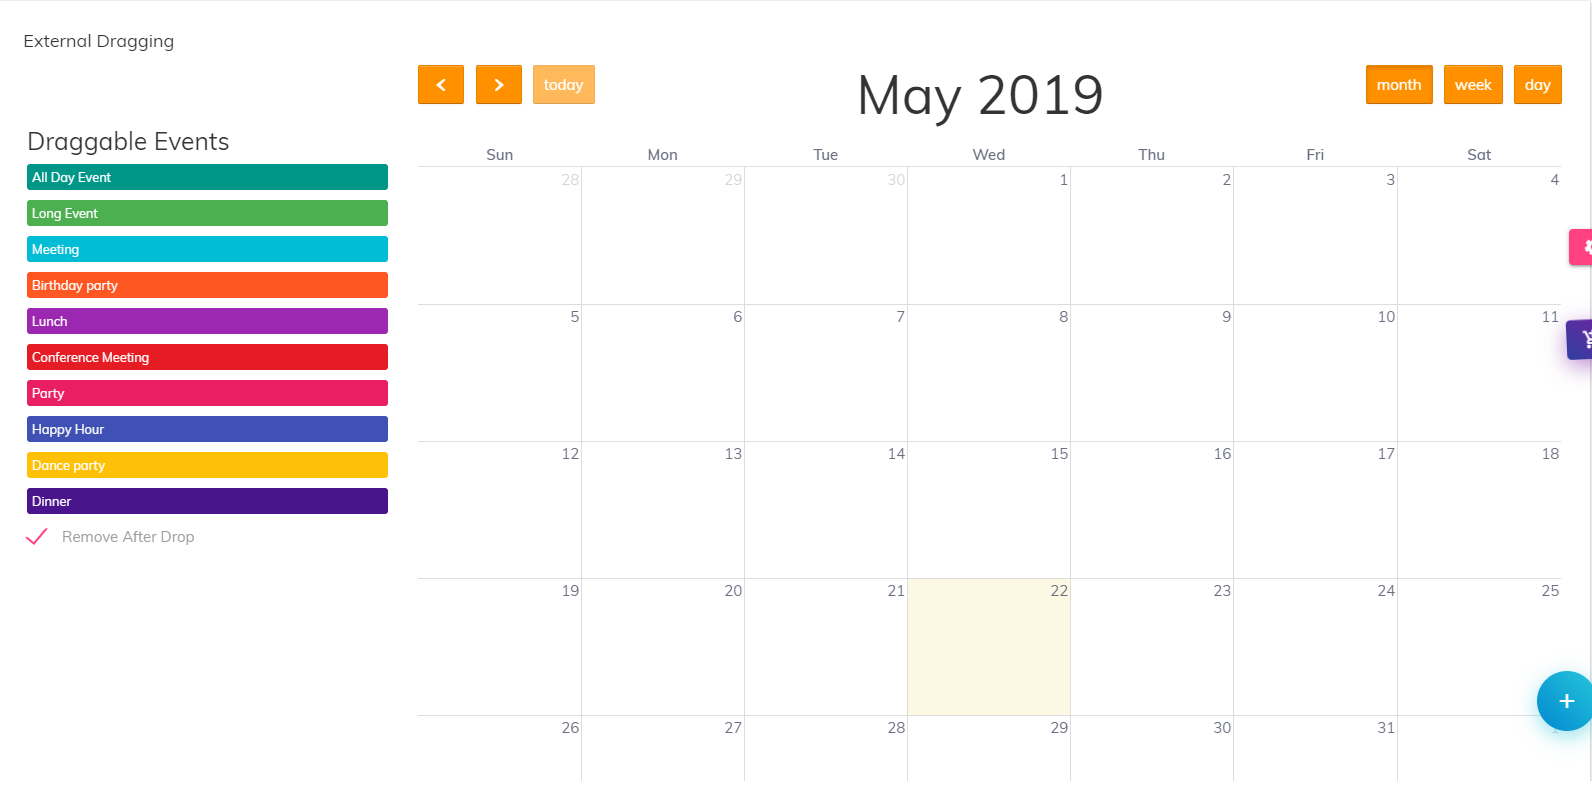 External Dragging
today
May 2019
month week day
Draggable Events
All Day Event
Long Event
Meeting
Birthday party
Lunch
Conference Meeting
Party
Happy Hour
Dance party
Dinner
Remove After Drop
Sun Mon Tue Wed Thu Fri Sat
28 29 30 1 2 3 4
5 6 7 8 9 10 11
12 13 14 15 16 17 18
19 20 21 22 23 24 25
26 27 28 29 30 31
+